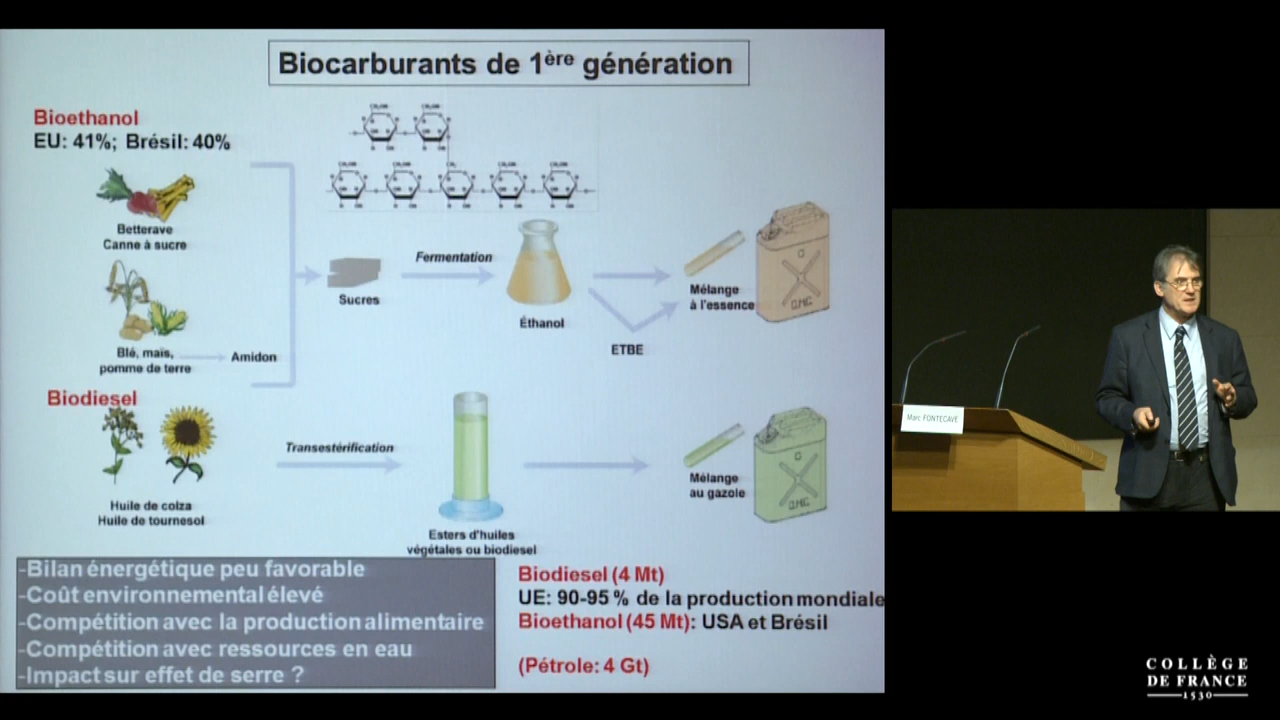 Biocarburants de 1ère génération
Bioethanol
EU: 41%; Brésil: 40%
Betterave
Canne à sucre
Sucres
Fermentation
Éthanol
Mélange
à l'essence
ETBE
Blé, maïs,
pomme de terre
Amidon
Biodiesel
Huile de colza
Huile de tournesol
Transestérification
Esters d'huiles
végétales ou biodiesel
Mélange
au gazole
-Bilan énergétique peu favorable
-Coût environnemental élevé
-Compétition avec la production alimentaire
-Compétition avec ressources en eau
-Impact sur effet de serre ?
Biodiesel (4 Mt)
UE: 90-95 % de la production mondiale
Bioethanol (45 Mt): USA et Brésil
(Pétrole: 4 Gt)
Marc FONTECAVE
COLLÈGE
DE FRANCE
1530